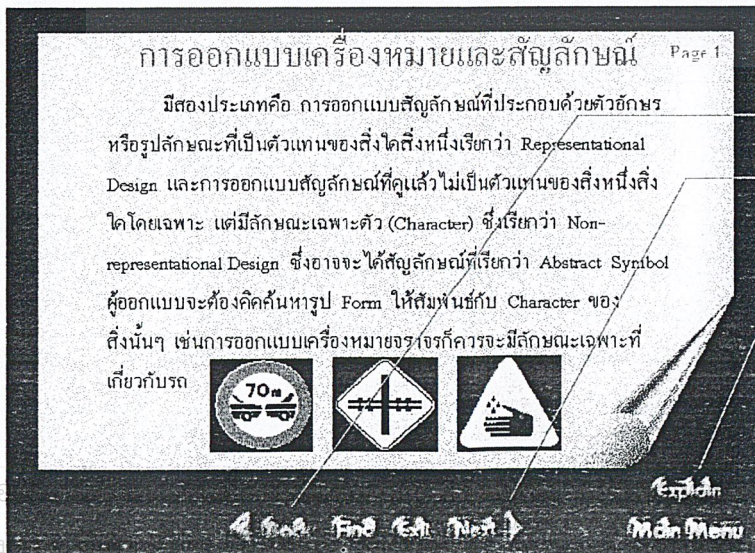 การออกแบบเครื่องหมายและสัญลักษณ์ Page 1
มีสองประเภทคือ การออกแบบสัญลักษณ์ที่ประกอบด้วยตัวอักษร
หรือรูปลักษณะที่เป็นตัวแทนของสิ่งใดสิ่งหนึ่งเรียกว่า Representational
Design และการออกแบบสัญลักษณ์ที่ดูแล้วไม่เป็นตัวแทนของสิ่งหนึ่งสิ่ง
ใดโดยเฉพาะ แต่มีลักษณะเฉพาะตัว (Character) ซึ่งเรียกว่า Non-
representational Design ซึ่งอาจจะได้สัญลักษณ์ที่เรียกว่า Abstract Symbol
ผู้ออกแบบจะต้องคิดค้นหารูป Form ให้สัมพันธ์กับ Character ของ
สิ่งนั้นๆ เช่นการออกแบบเครื่องหมายจราจรก็ควรจะมีลักษณะเฉพาะที่
เกี่ยวกับรถ
70m
Explain
Back Find Exit Next
Main Menu